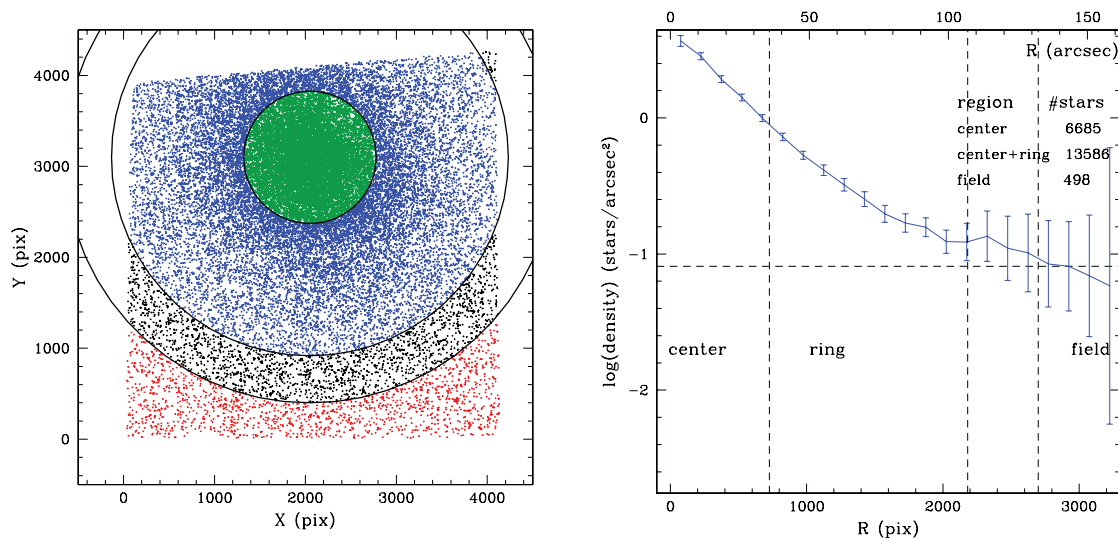 4000
3000
2000
1000
0
Y (pix)
0 1000 2000 3000 4000
X (pix)
0 50 100 150
R (arcsec)
region #stars
center 6685
center+ring 13586
field 498
0
-1
-2
log(density) (stars/arcsec²)
center ring field
0 1000 2000 3000
R (pix)